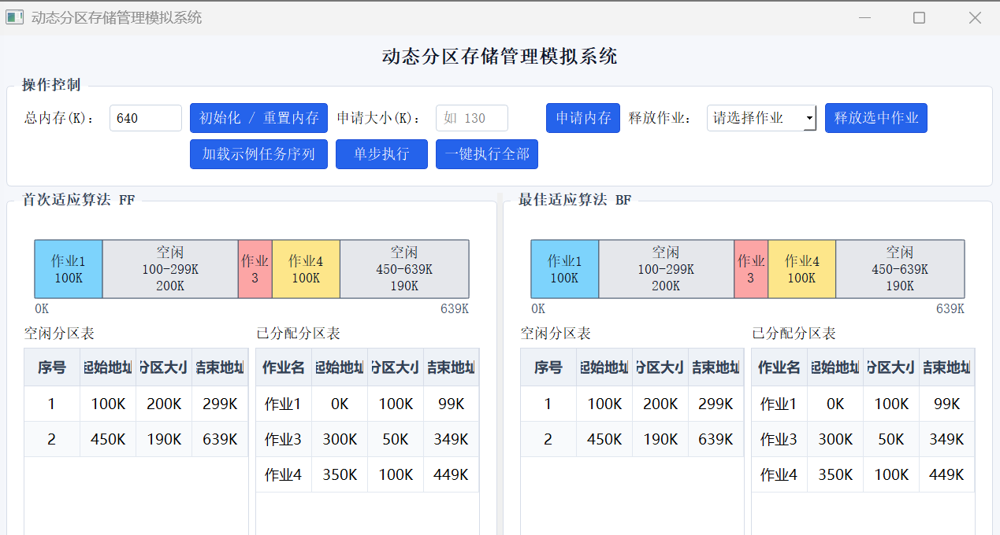 动态分区存储管理模拟系统
动态分区存储管理模拟系统
操作控制
总内存(K)： 640 初始化 / 重置内存 申请大小(K)： 如 130 申请内存 释放作业： 请选择作业 释放选中作业
加载示例任务序列 单步执行 一键执行全部
首次适应算法 FF
作业1
100K
空闲
100-299K
200K
作业
3
作业4
100K
空闲
450-639K
190K
0K 639K
空闲分区表
序号 起始地址 分区大小 结束地址
1 100K 200K 299K
2 450K 190K 639K
已分配分区表
作业名 起始地址 分区大小 结束地址
作业1 0K 100K 99K
作业3 300K 50K 349K
作业4 350K 100K 449K
最佳适应算法 BF
作业1
100K
空闲
100-299K
200K
作业
3
作业4
100K
空闲
450-639K
190K
0K 639K
空闲分区表
序号 起始地址 分区大小 结束地址
1 100K 200K 299K
2 450K 190K 639K
已分配分区表
作业名 起始地址 分区大小 结束地址
作业1 0K 100K 99K
作业3 300K 50K 349K
作业4 350K 100K 449K